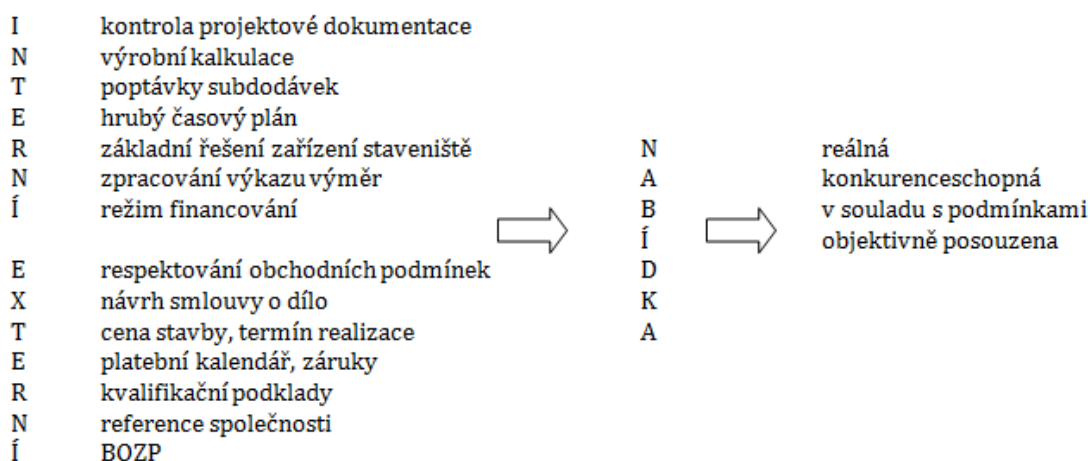 I kontrola projektové dokumentace
N výrobní kalkulace
T poptávky subdodávek
E hrubý časový plán
R základní řešení zařízení staveniště N reálná
N zpracování výkazu výměr A konkurenceschopná
Í režim financování B v souladu s podmínkami
Í objektivně posouzena
E respektování obchodních podmínek D
X návrh smlouvy o dílo K
T cena stavby, termín realizace A
E platební kalendář, záruky
R kvalifikační podklady
N reference společnosti
Í BOZP